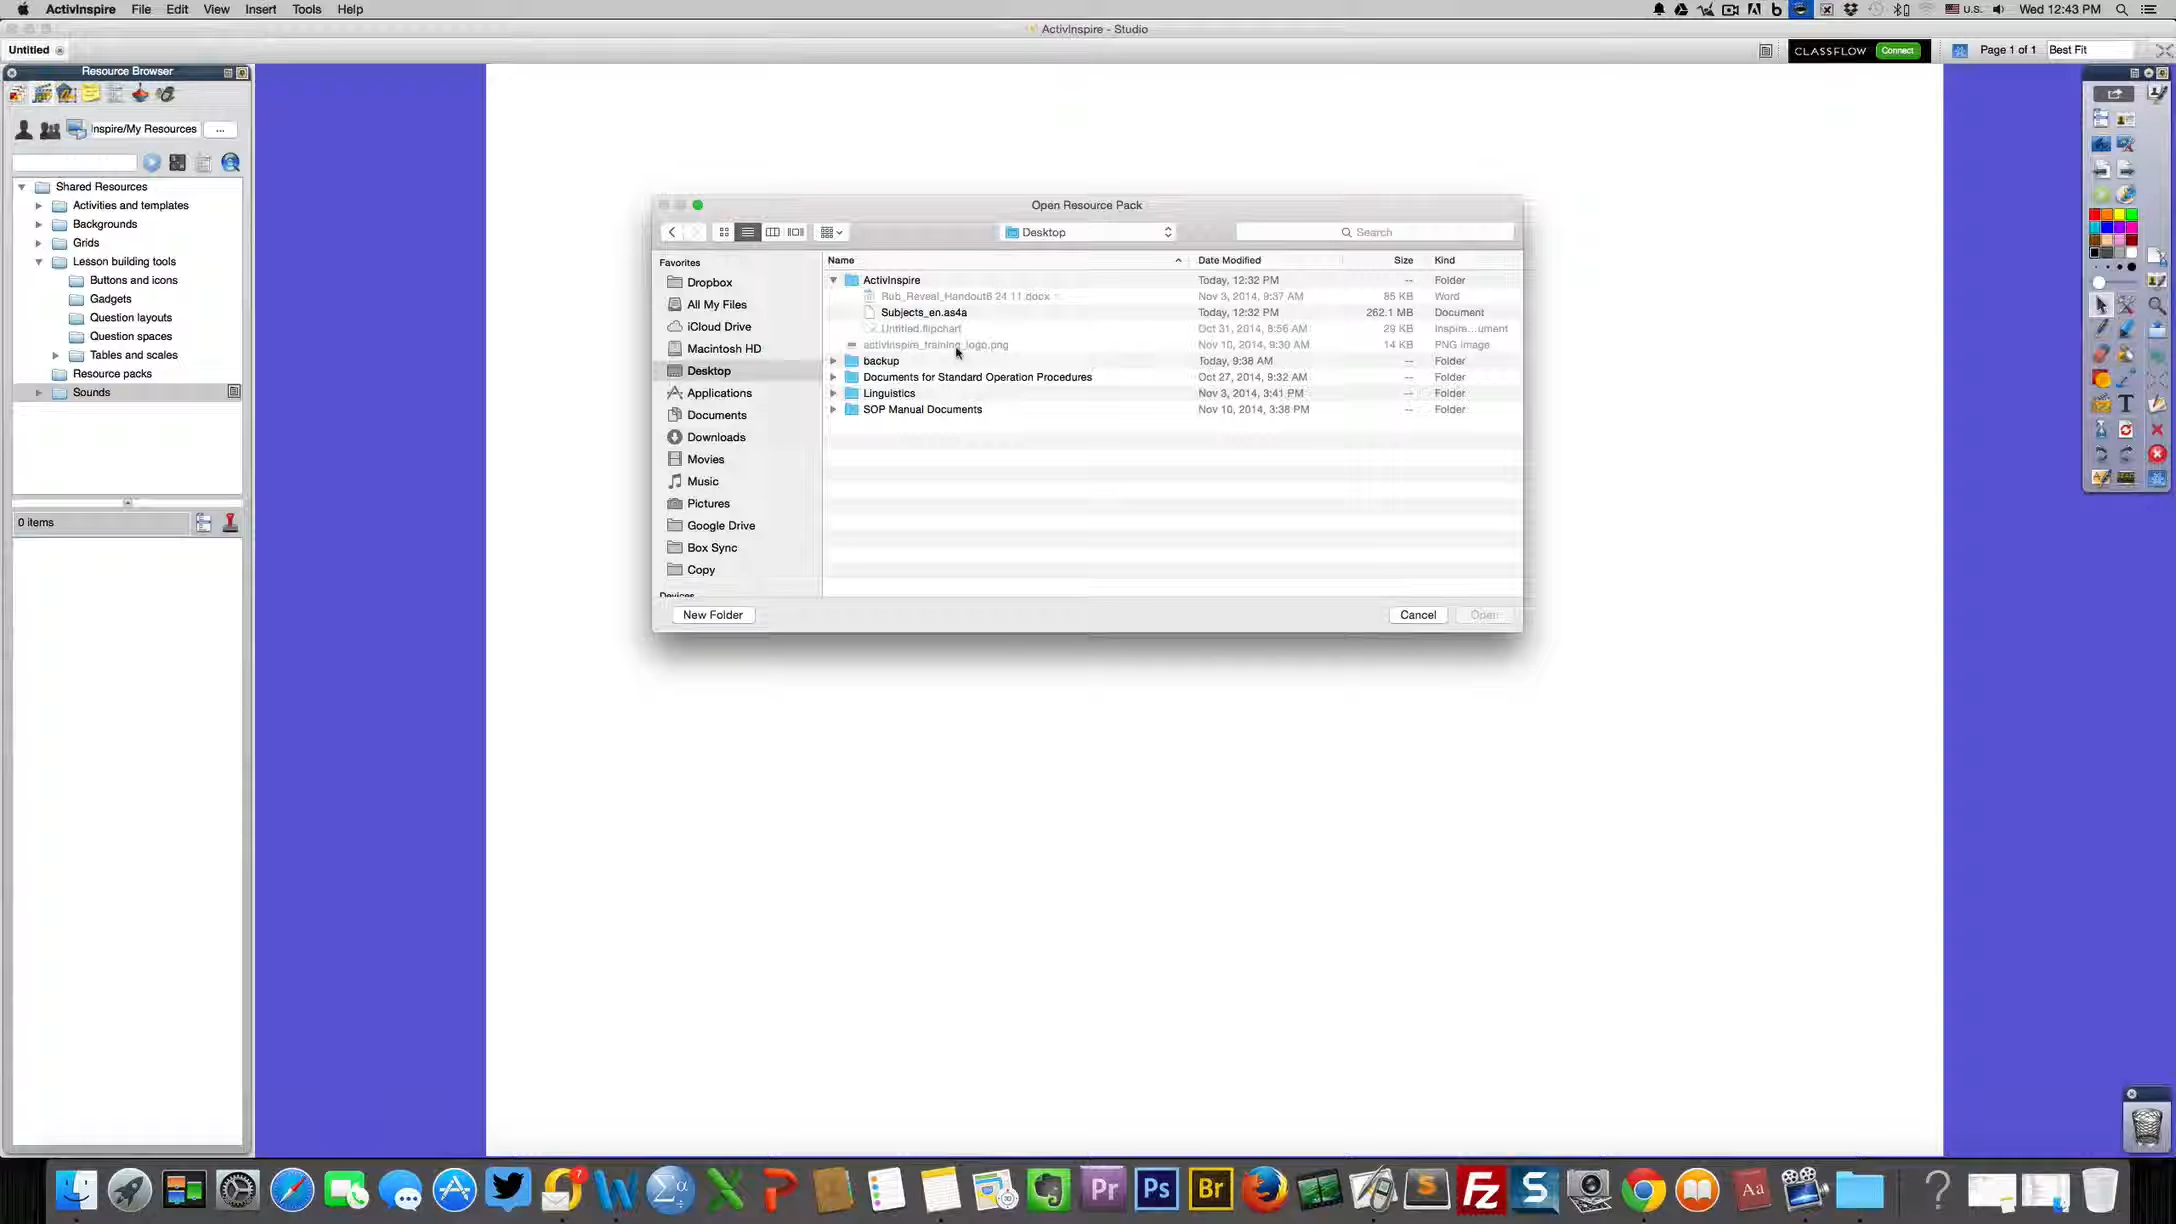 ActivInspire File Edit View Insert Tools Help
U.S. Wed 12:43 PM
ActivInspire - Studio
Untitled
CLASSFLOW Connect Page 1 of 1 Best Fit
Resource Browser
Inspire/My Resources ...
Shared Resources
Activities and templates
Backgrounds
Grids
Lesson building tools
Buttons and icons
Gadgets
Question layouts
Question spaces
Tables and scales
Resource packs
Sounds
0 items
Open Resource Pack
Desktop
Search
Favorites
Dropbox
All My Files
iCloud Drive
Macintosh HD
Desktop
Applications
Documents
Downloads
Movies
Music
Pictures
Google Drive
Box Sync
Copy
Devices
Name Date Modified Size Kind
ActivInspire Today, 12:32 PM -- Folder
Rub_Reveal_Handout6 24 11.docx Nov 3, 2014, 9:37 AM 85 KB Word
Subjects_en.as4a Today, 12:32 PM 262.1 MB Document
Untitled.flipchart Oct 31, 2014, 8:56 AM 29 KB Inspire...ument
activinspire_training_logo.png Nov 10, 2014, 9:30 AM 14 KB PNG image
backup Today, 9:38 AM -- Folder
Documents for Standard Operation Procedures Oct 27, 2014, 9:32 AM -- Folder
Linguistics Nov 3, 2014, 3:41 PM -- Folder
SOP Manual Documents Nov 10, 2014, 3:38 PM -- Folder
New Folder Cancel Open
7 Pr Ps Br Fz S Aa